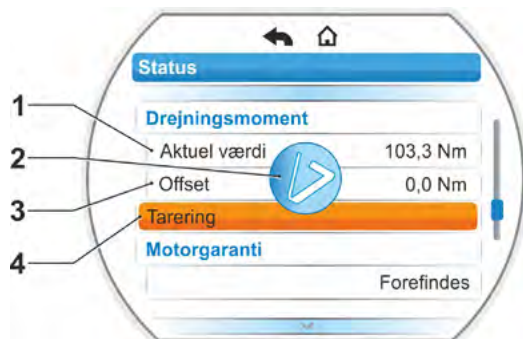 Status
Drejningsmoment
1 Aktuel værdi 103,3 Nm
2
3 Offset 0,0 Nm
4 Tarering
Motorgaranti
Forefindes